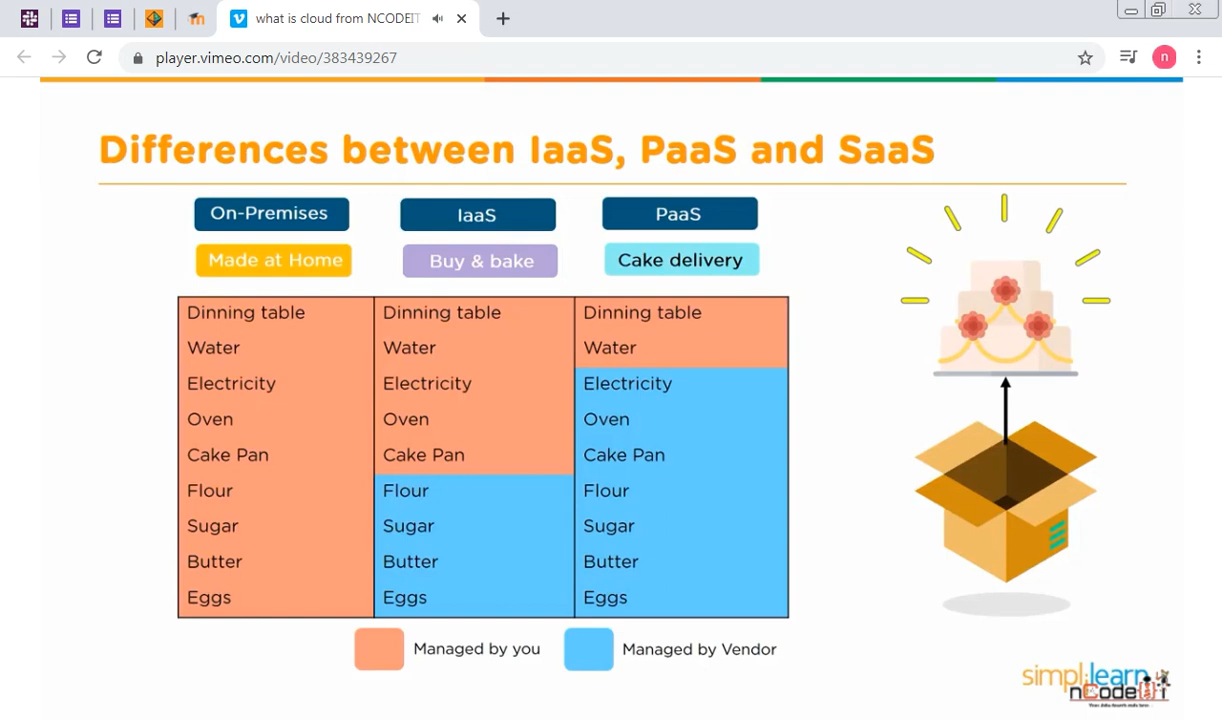 what is cloud from NCODEIT
player.vimeo.com/video/383439267
n
Differences between IaaS, PaaS and SaaS
On-Premises
IaaS
PaaS
Made at Home
Buy & bake
Cake delivery
Dinning table
Water
Electricity
Oven
Cake Pan
Flour
Sugar
Butter
Eggs
Dinning table
Water
Electricity
Oven
Cake Pan
Flour
Sugar
Butter
Eggs
Dinning table
Water
Electricity
Oven
Cake Pan
Flour
Sugar
Butter
Eggs
Managed by you
Managed by Vendor
simplilearn